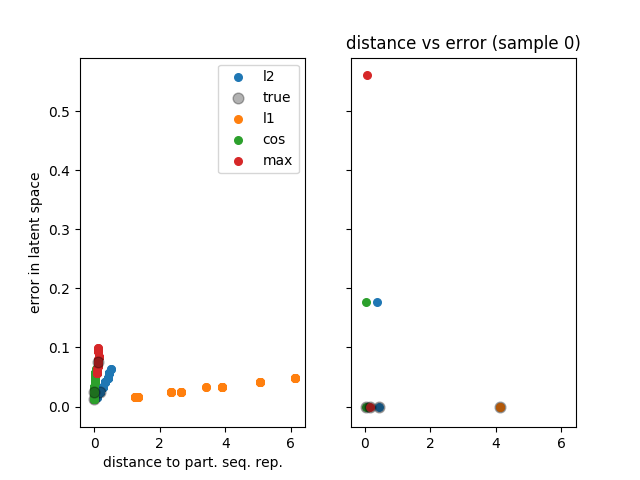 distance vs error (sample 0)
l2
true
l1
cos
max
error in latent space
0.5
0.4
0.3
0.2
0.1
0.0
0
2
4
6
0
2
4
6
distance to part. seq. rep.